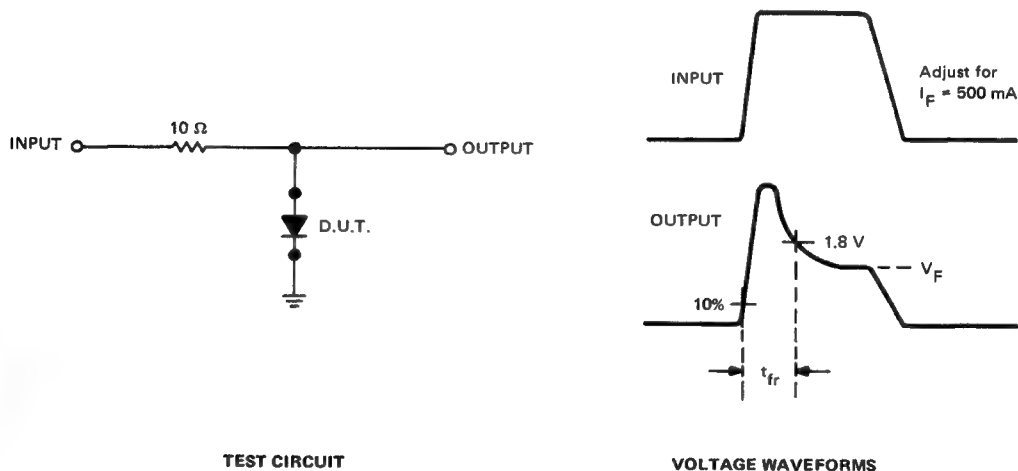 INPUT
10 Ω
OUTPUT
D.U.T.
TEST CIRCUIT
INPUT
Adjust for
I_F = 500 mA
OUTPUT
1.8 V
V_F
10%
t_fr
VOLTAGE WAVEFORMS